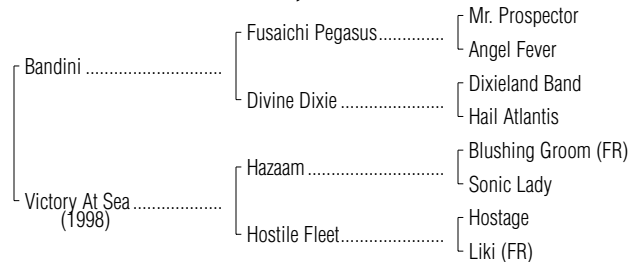 Mr. Prospector
Fusaichi Pegasus..............
Angel Fever
Bandini .............................
Dixieland Band
Divine Dixie ......................
Hail Atlantis
Blushing Groom (FR)
Hazaam .............................
Sonic Lady
Victory At Sea ...................
(1998)
Hostage
Hostile Fleet......................
Liki (FR)